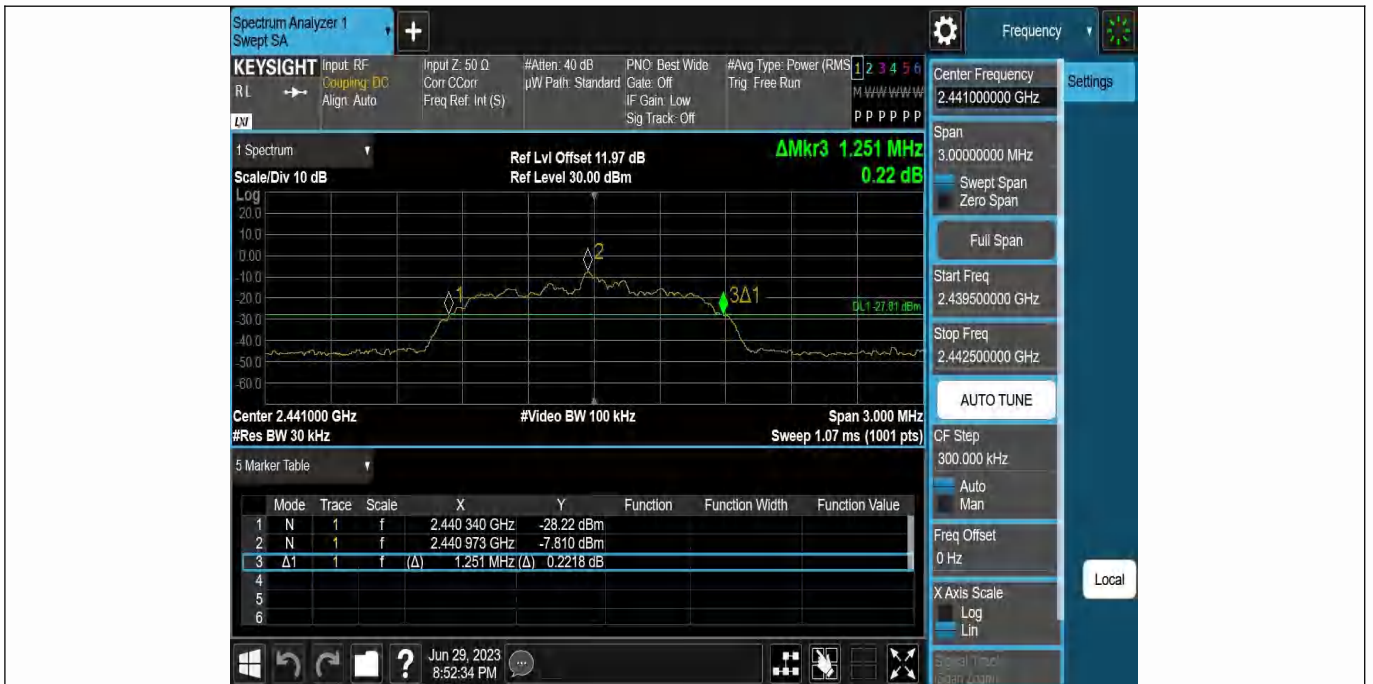 Spectrum Analyzer 1
Swept SA
+
Frequency
KEYSIGHT
RL
LXI
Input: RF
Coupling: DC
Align: Auto
Input Z: 50 Ω
Corr CCorr
Freq Ref: Int (S)
#Atten: 40 dB
µW Path: Standard
PNO: Best Wide
Gate: Off
IF Gain: Low
Sig Track: Off
#Avg Type: Power (RMS
Trig: Free Run
1 2 3 4 5 6
M W W W W W
P P P P P P
1 Spectrum
Scale/Div 10 dB
Ref Lvl Offset 11.97 dB
Ref Level 30.00 dBm
ΔMkr3 1.251 MHz
0.22 dB
Log
20.0
10.0
0.00
-10.0
-20.0
-30.0
-40.0
-50.0
-60.0
2
1
3Δ1
DL1 -27.81 dBm
Center 2.441000 GHz
#Video BW 100 kHz
Span 3.000 MHz
#Res BW 30 kHz
Sweep 1.07 ms (1001 pts)
5 Marker Table
Mode Trace Scale X Y Function Function Width Function Value
1 N 1 f 2.440 340 GHz -28.22 dBm
2 N 1 f 2.440 973 GHz -7.810 dBm
3 Δ1 1 f (Δ) 1.251 MHz (Δ) 0.2218 dB
4
5
6
?
Jun 29, 2023
8:52:34 PM
Center Frequency
2.441000000 GHz
Settings
Span
3.00000000 MHz
Swept Span
Zero Span
Full Span
Start Freq
2.439500000 GHz
Stop Freq
2.442500000 GHz
AUTO TUNE
CF Step
300.000 kHz
Auto
Man
Freq Offset
0 Hz
X Axis Scale
Log
Lin
Local
Signal Track
(Span Zoom)